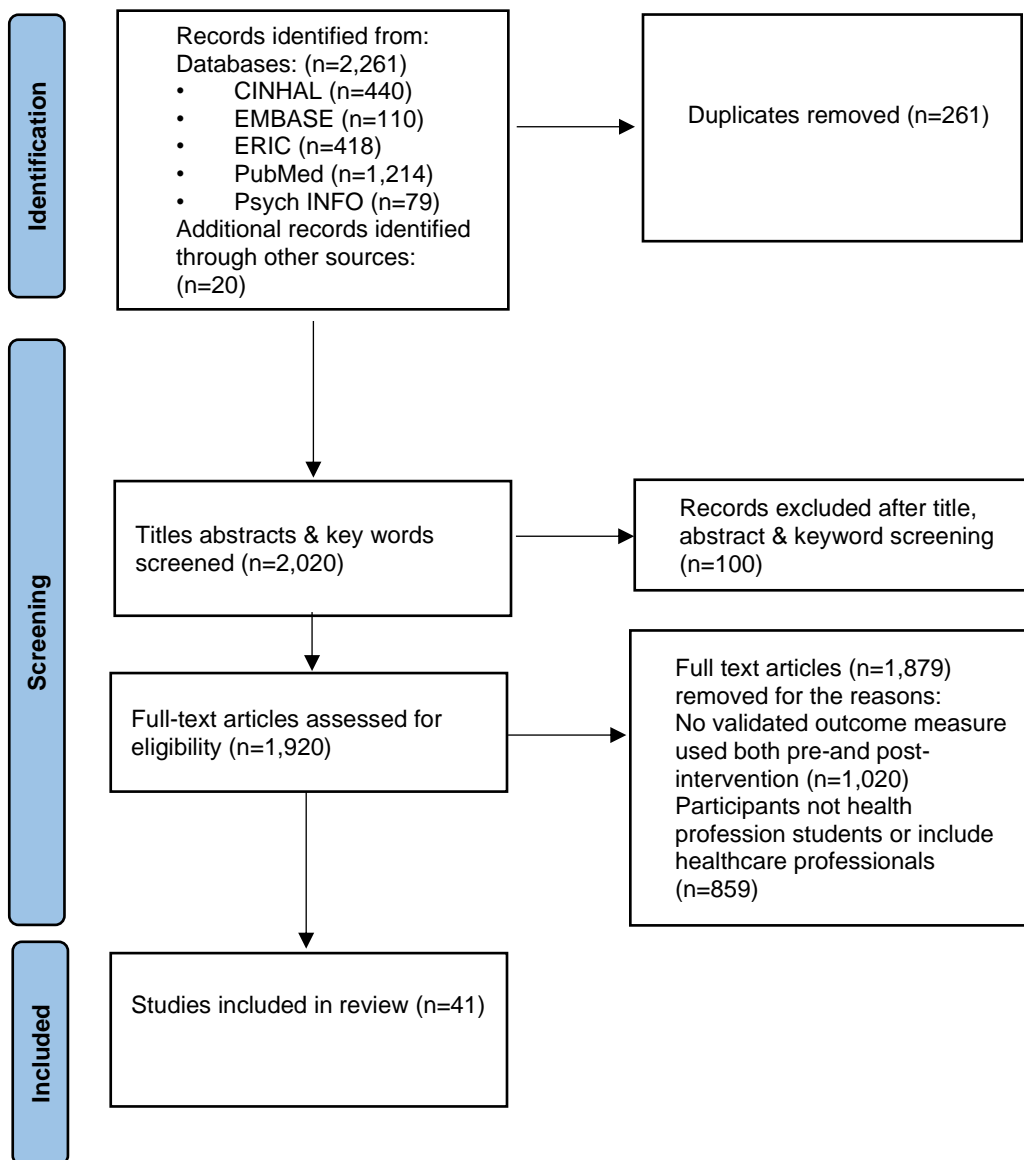 Identification
Records identified from:
Databases: (n=2,261)
• CINHAL (n=440)
• EMBASE (n=110)
• ERIC (n=418)
• PubMed (n=1,214)
• Psych INFO (n=79)
Additional records identified
through other sources:
(n=20)
Duplicates removed (n=261)
Screening
Titles abstracts & key words
screened (n=2,020)
Records excluded after title,
abstract & keyword screening
(n=100)
Full-text articles assessed for
eligibility (n=1,920)
Full text articles (n=1,879)
removed for the reasons:
No validated outcome measure
used both pre-and post-
intervention (n=1,020)
Participants not health
profession students or include
healthcare professionals
(n=859)
Included
Studies included in review (n=41)